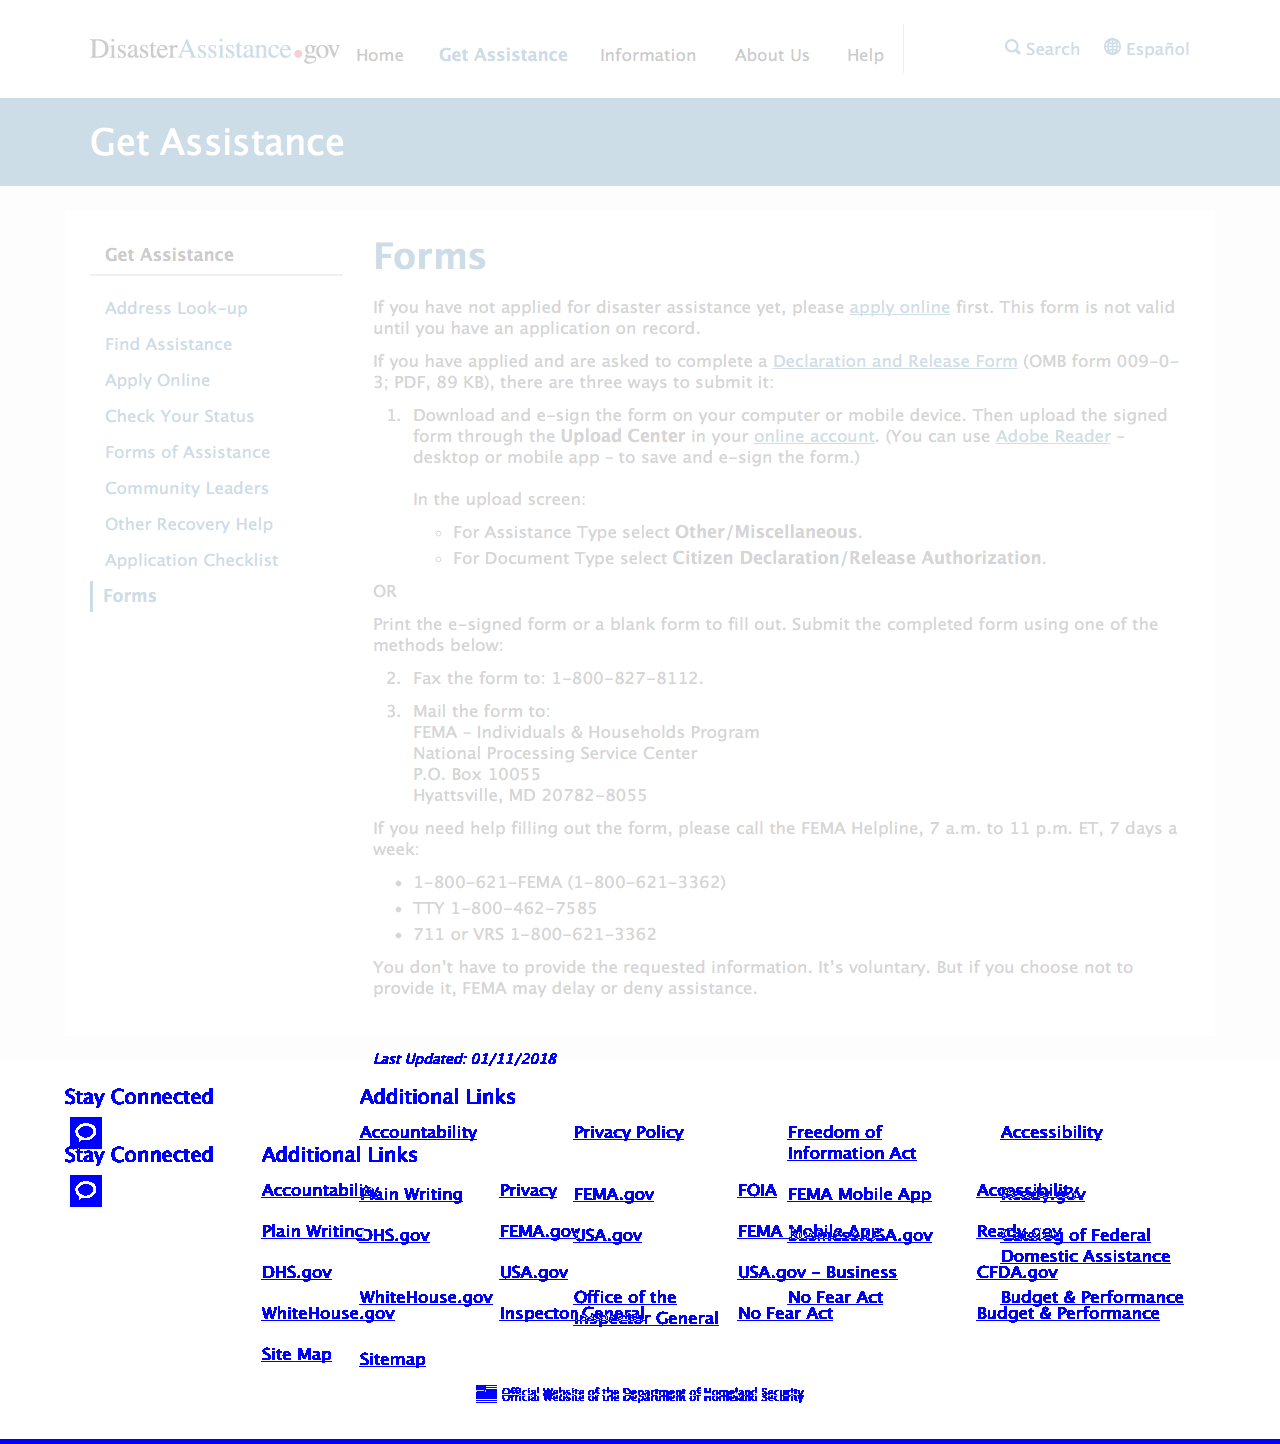 DisasterAssistance.gov
Home
Get Assistance
Information
About Us
Help
Search
Español
Get Assistance
Get Assistance
Address Look-up
Find Assistance
Apply Online
Check Your Status
Forms of Assistance
Community Leaders
Other Recovery Help
Application Checklist
Forms
Forms
If you have not applied for disaster assistance yet, please apply online first. This form is not valid
until you have an application on record.
If you have applied and are asked to complete a Declaration and Release Form (OMB form 009-0-
3; PDF, 89 KB), there are three ways to submit it:
1. Download and e-sign the form on your computer or mobile device. Then upload the signed
form through the Upload Center in your online account. (You can use Adobe Reader –
desktop or mobile app – to save and e-sign the form.)
In the upload screen:
For Assistance Type select Other/Miscellaneous.
For Document Type select Citizen Declaration/Release Authorization.
OR
Print the e-signed form or a blank form to fill out. Submit the completed form using one of the
methods below:
2. Fax the form to: 1-800-827-8112.
3. Mail the form to:
FEMA – Individuals & Households Program
National Processing Service Center
P.O. Box 10055
Hyattsville, MD 20782-8055
If you need help filling out the form, please call the FEMA Helpline, 7 a.m. to 11 p.m. ET, 7 days a
week:
• 1-800-621-FEMA (1-800-621-3362)
• TTY 1-800-462-7585
• 711 or VRS 1-800-621-3362
You don't have to provide the requested information. It's voluntary. But if you choose not to
provide it, FEMA may delay or deny assistance.
Last Updated: 01/11/2018
Stay Connected
Additional Links
Accountability
Privacy Policy
Freedom of
Information Act
Accessibility
Stay Connected
Additional Links
Accountability
Plain Writing
Privacy
FEMA.gov
FOIA
FEMA Mobile App
Accessibility
Ready.gov
Plain Writing
DHS.gov
FEMA.gov
USA.gov
FEMA Mobile App
Business.USA.gov
Ready.gov
Catalog of Federal
Domestic Assistance
DHS.gov
USA.gov
USA.gov - Business
CFDA.gov
WhiteHouse.gov
Office of the
Inspector General
No Fear Act
Budget & Performance
WhiteHouse.gov
Inspector General
No Fear Act
Budget & Performance
Site Map
Sitemap
Official Website of the Department of Homeland Security
Official Website of the Department of Homeland Security